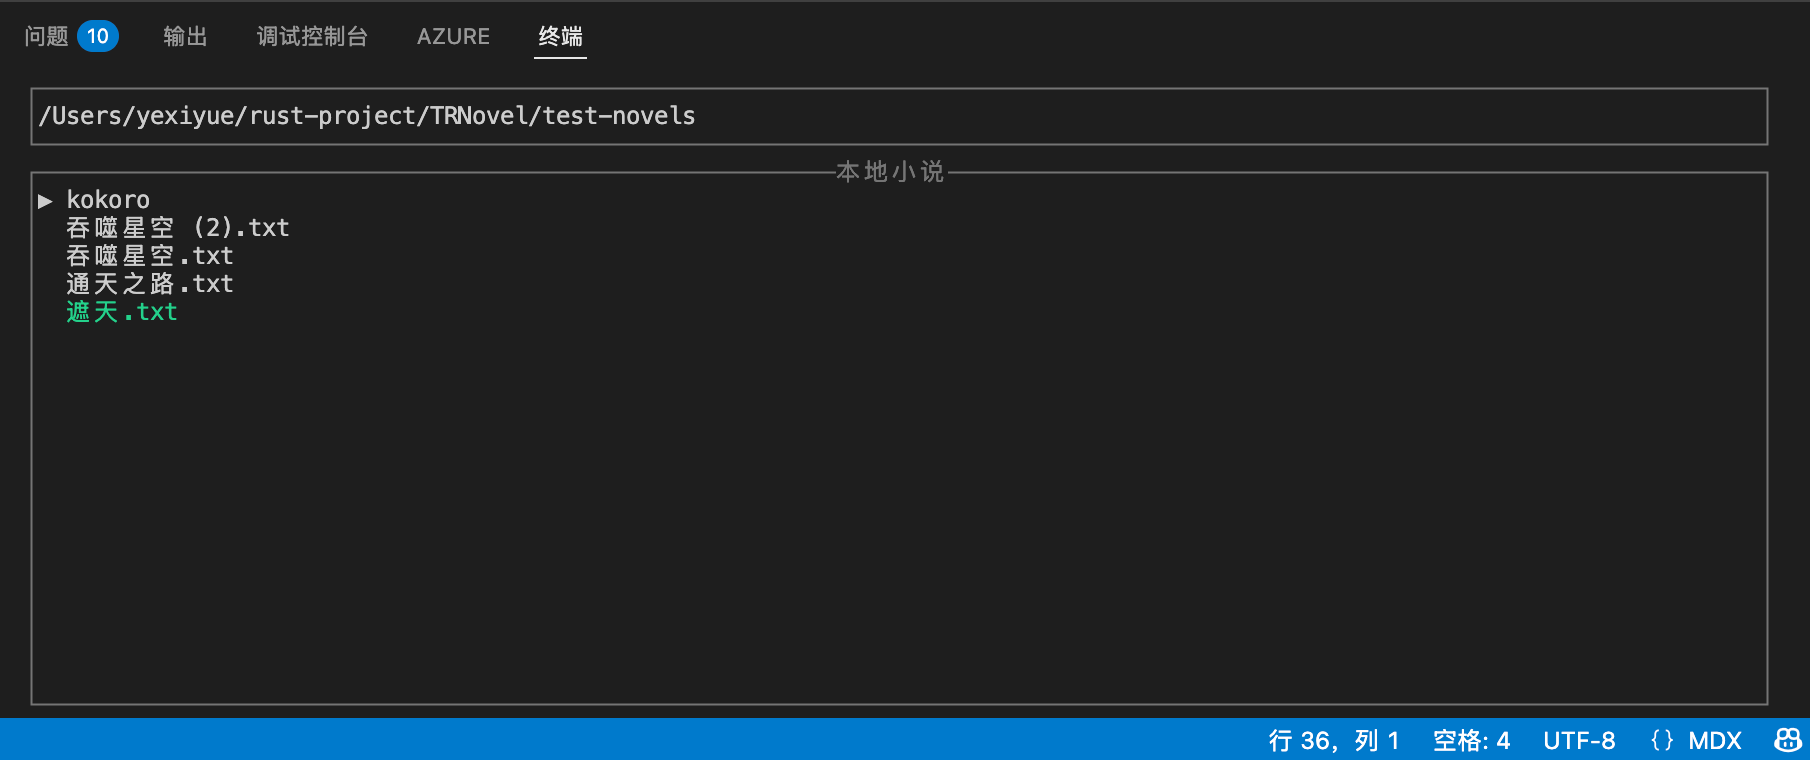 问题 10 输出 调试控制台 AZURE 终端
/Users/yexiyue/rust-project/TRNovel/test-novels
本地小说
▶ kokoro
吞噬星空 (2).txt
吞噬星空.txt
通天之路.txt
遮天.txt
行 36，列 1 空格: 4 UTF-8 {} MDX